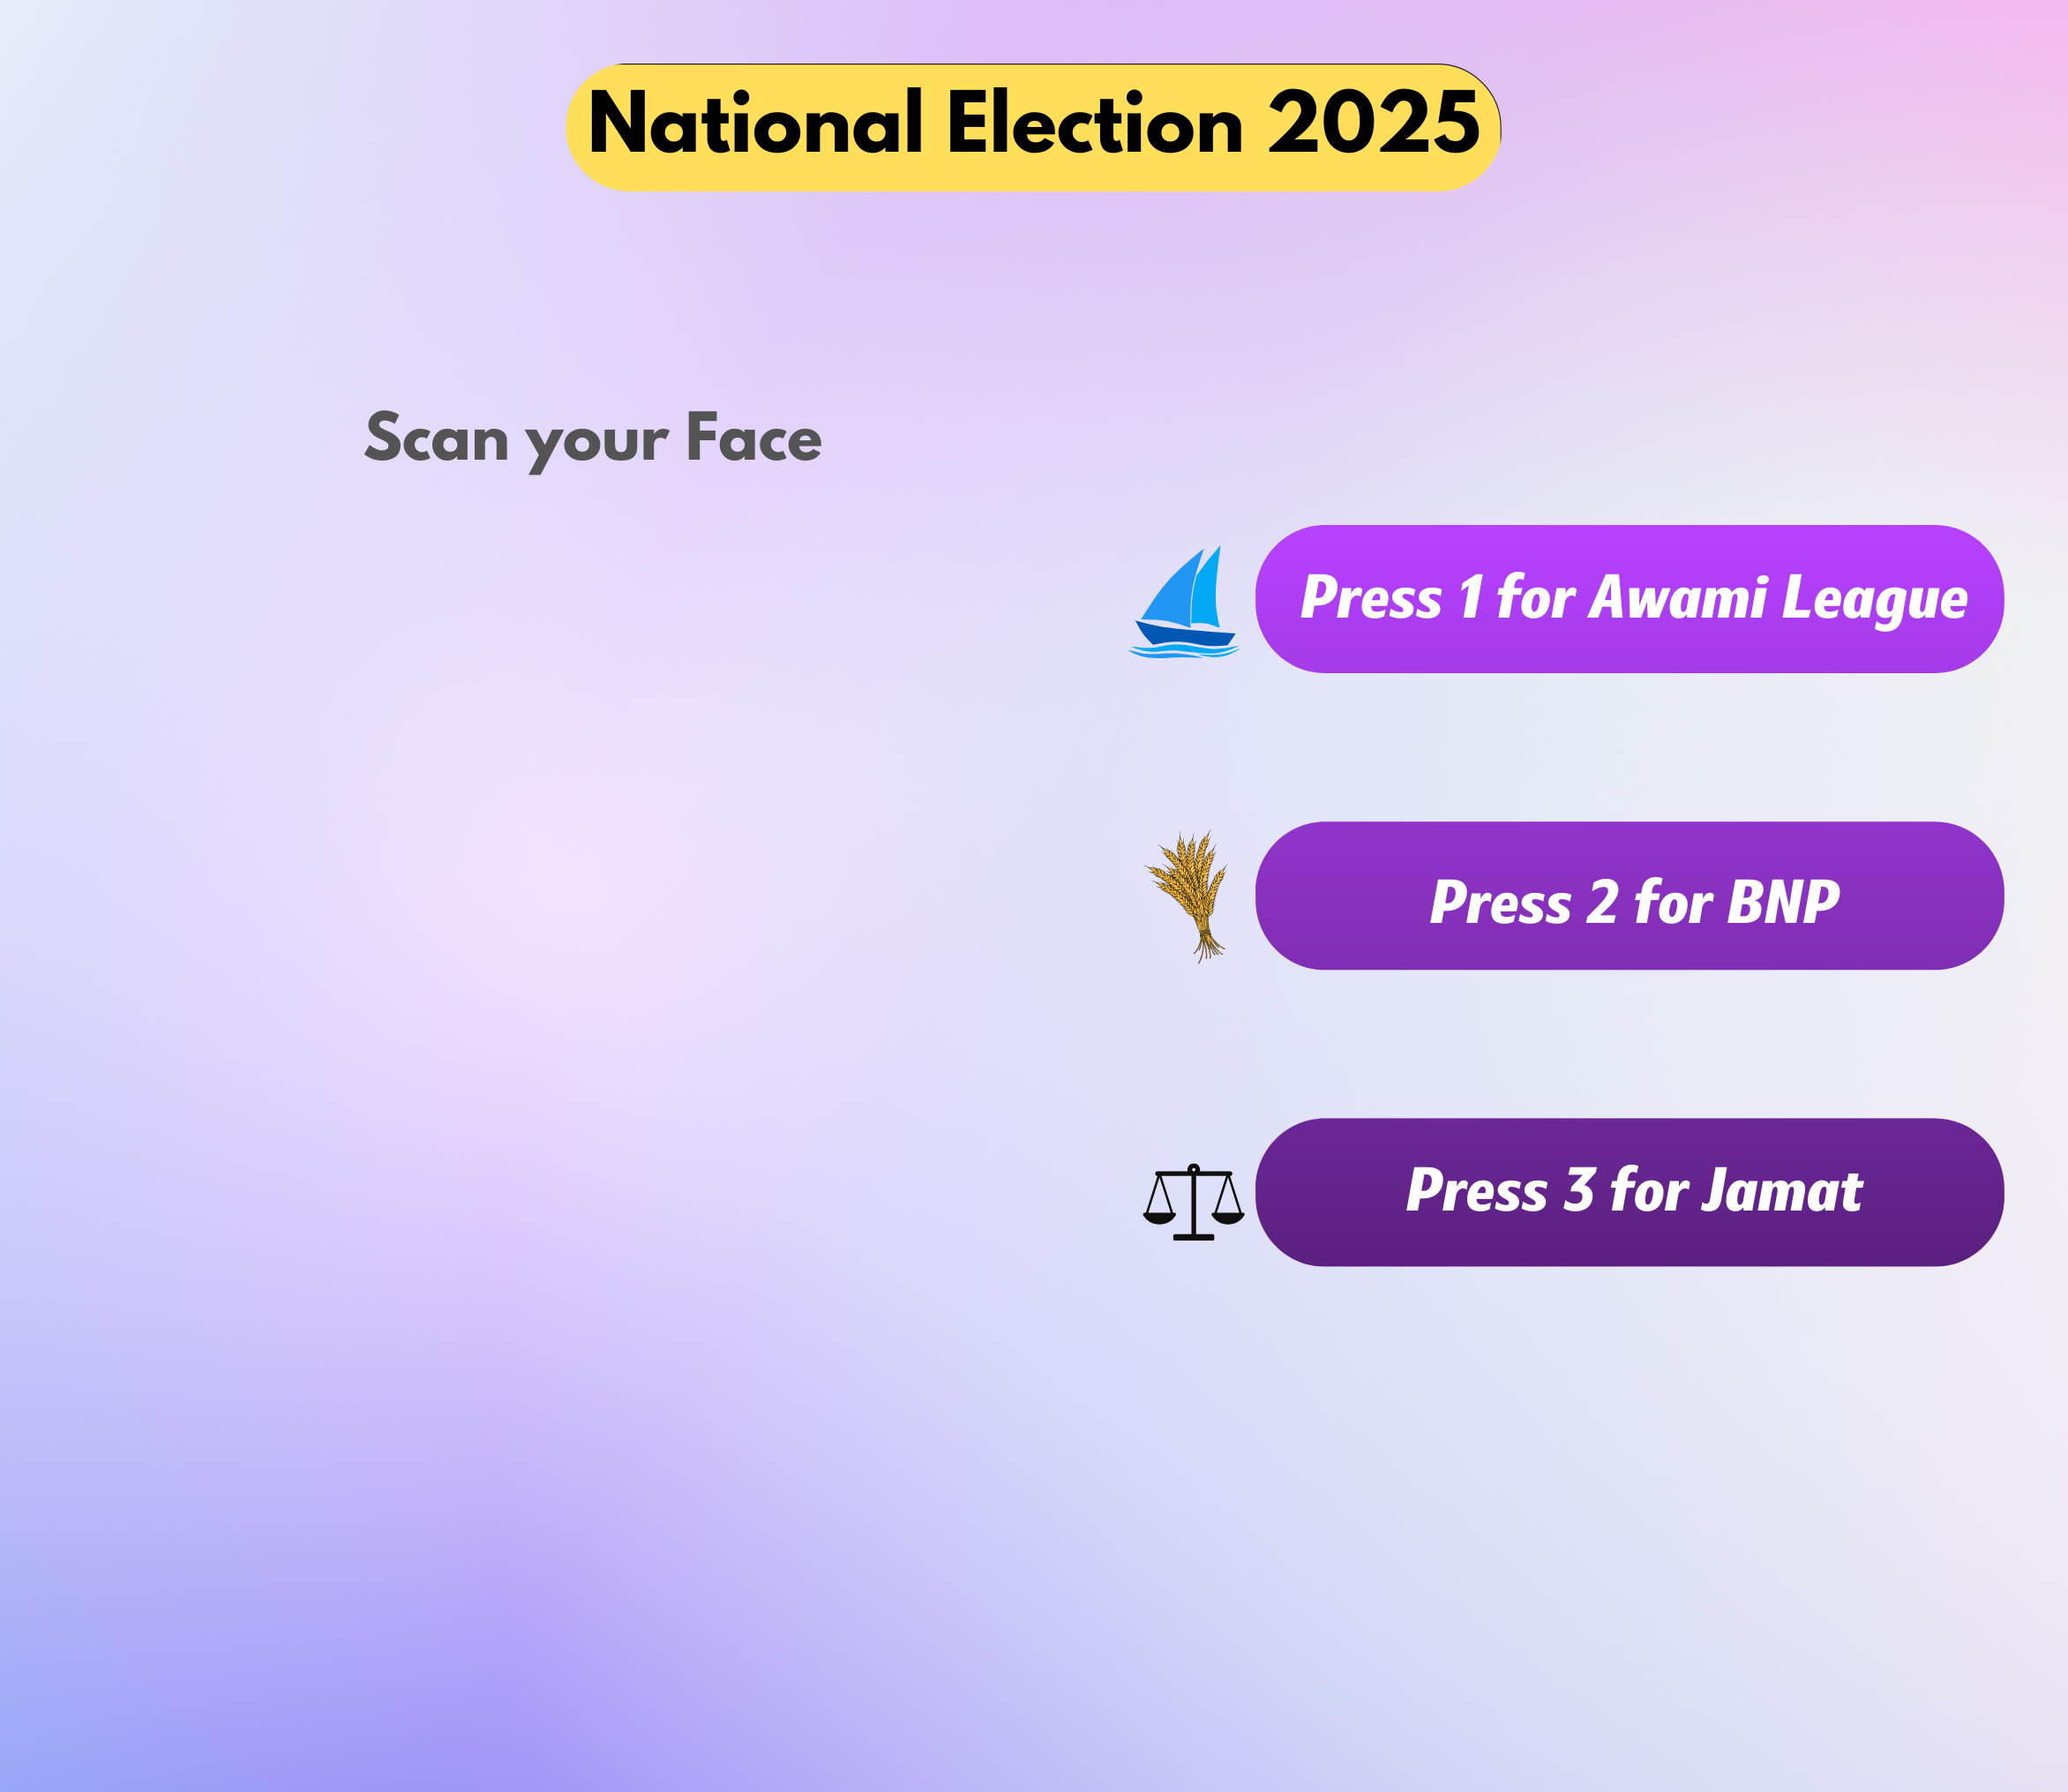 National Election 2025
Scan your Face
Press 1 for Awami League
Press 2 for BNP
Press 3 for Jamat